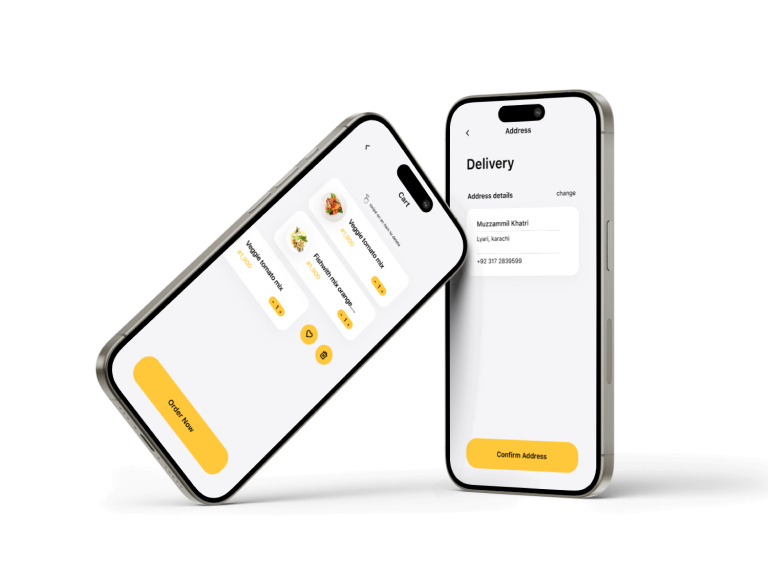 Cart
swipe on an item to delete
Veggie tomato mix
#1,900
1
Fishwith mix orange....
#1,900
1
Veggie tomato mix
#1,900
1
Order Now
Address
Delivery
Address details
change
Muzzammil Khatri
Lyari, karachi
+92 317 2839599
Confirm Address